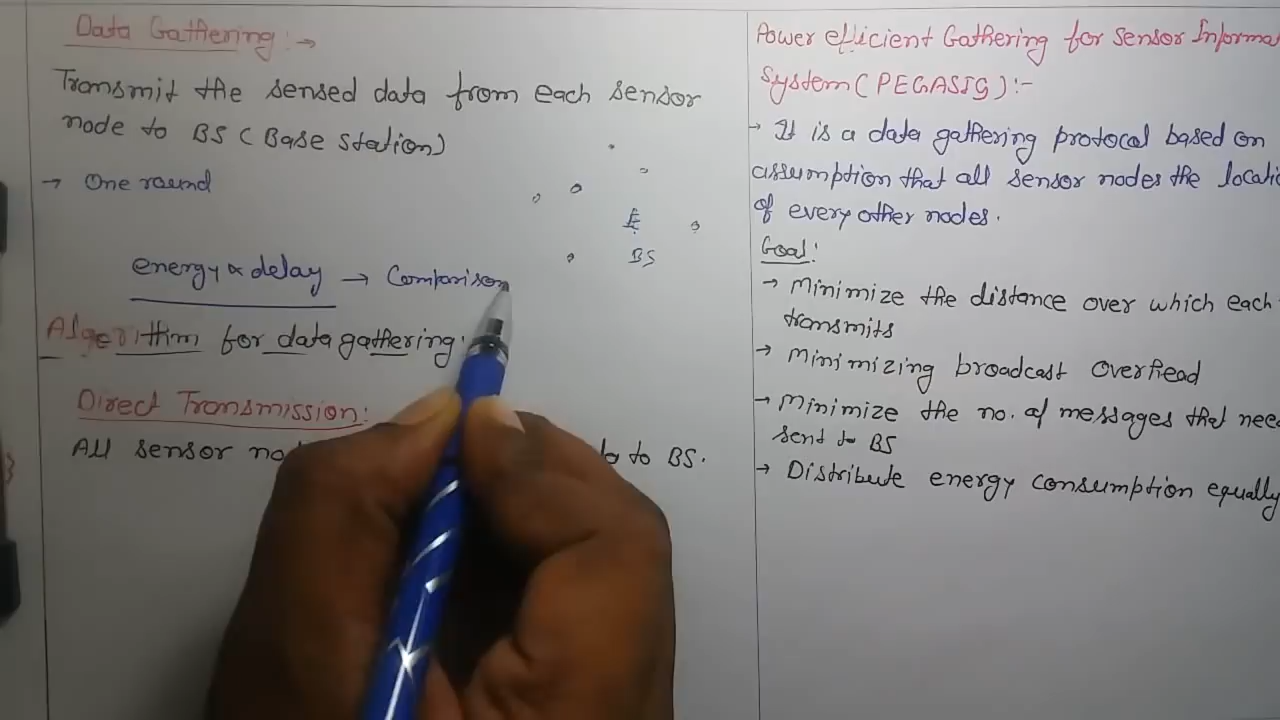 Data Gathering:→
Transmit the sensed data from each sensor
node to BS (Base Station)
→ One round
BS
energy α delay → Comparison
Algorithm for data gathering:
Direct Transmission:
All sensor to BS.
Power efficient Gathering for Sensor Informa
System (PEGASIS) :-
→ It is a data gathering protocal based on
assumption that all sensor nodes the locati
of every other nodes.
Goal:
→ Minimize the distance over which each
transmits
→ Minimizing broadcast overhead
→ Minimize the no. of messages that nee
sent to BS
→ Distribute energy consumption equally